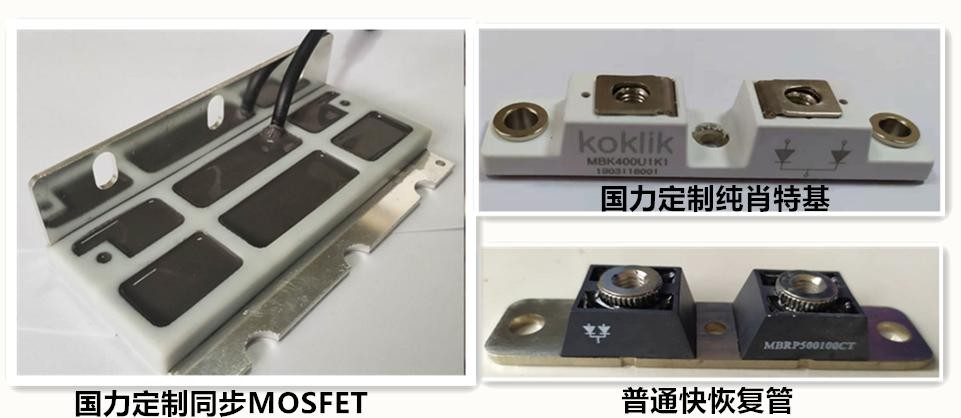 国力定制同步MOSFET
koklik
MBK400U1K1
1903118001
国力定制纯肖特基
MBRP500100CT
普通快恢复管